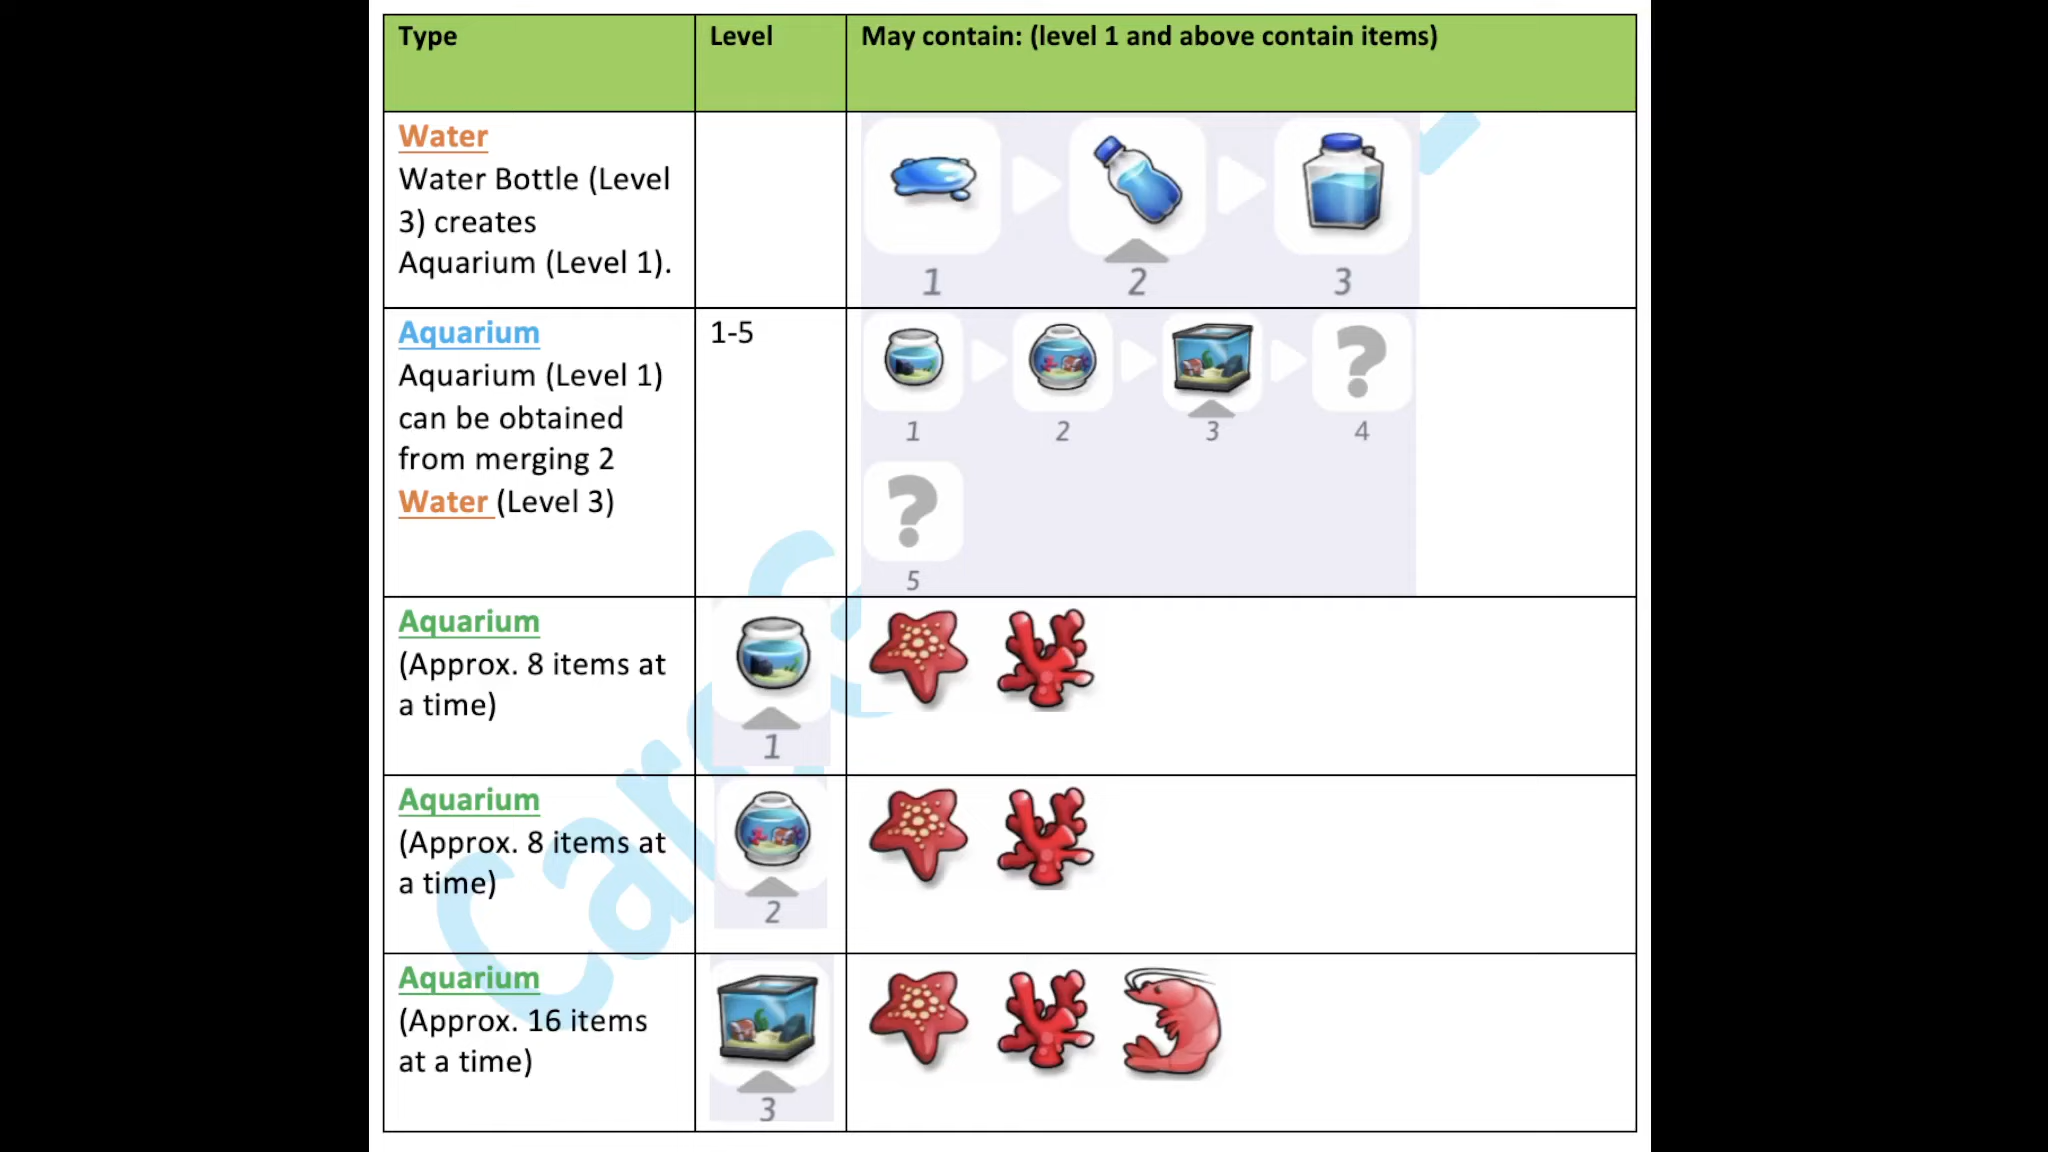 Type Level May contain: (level 1 and above contain items)
Water
Water Bottle (Level
3) creates
Aquarium (Level 1).
1 2 3
Aquarium
Aquarium (Level 1)
can be obtained
from merging 2
Water (Level 3)
1-5
? 
1 2 3 4
?
5
Aquarium
(Approx. 8 items at
a time)
1
Aquarium
(Approx. 8 items at
a time)
2
Aquarium
(Approx. 16 items
at a time)
3